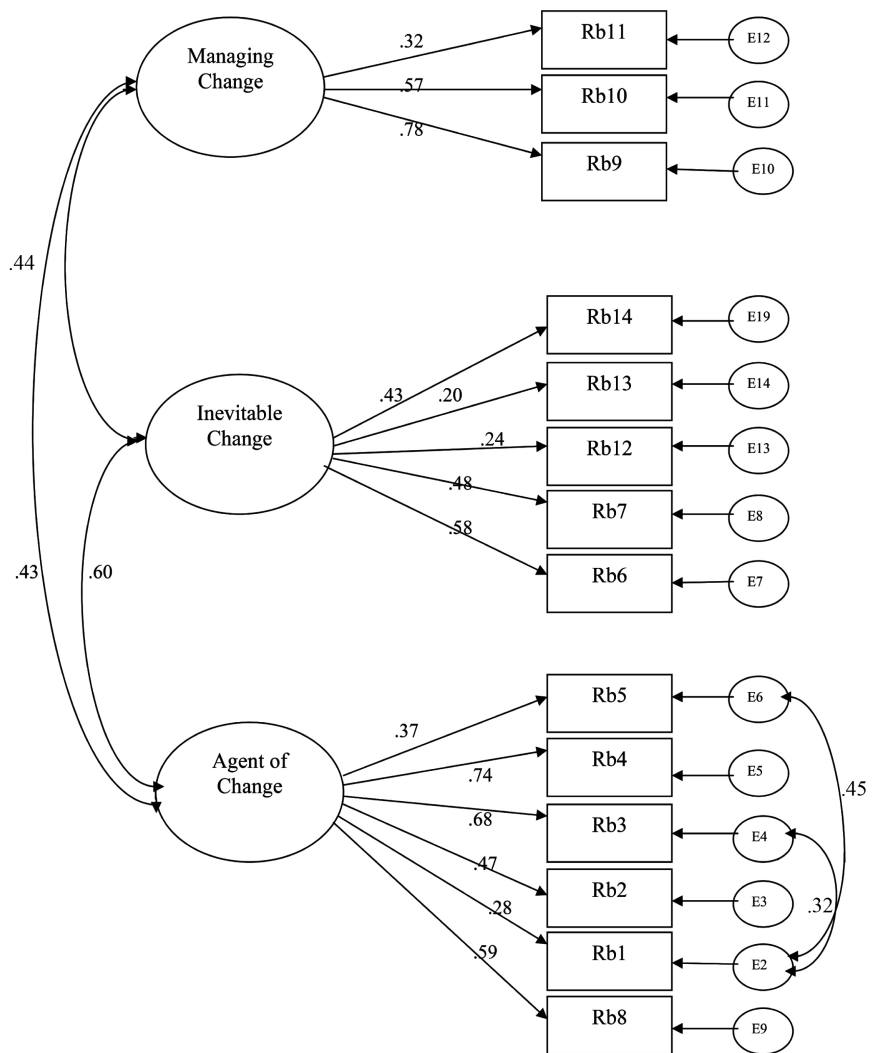 Managing
Change
.32
.57
.78
Rb11
E12
Rb10
E11
Rb9
E10
.44
Inevitable
Change
.43
.20
.24
.48
.58
Rb14
E19
Rb13
E14
Rb12
E13
Rb7
E8
Rb6
E7
.43
.60
Agent of
Change
.37
.74
.68
.47
.28
.59
Rb5
E6
Rb4
E5
Rb3
E4
Rb2
E3
Rb1
E2
Rb8
E9
.45
.32